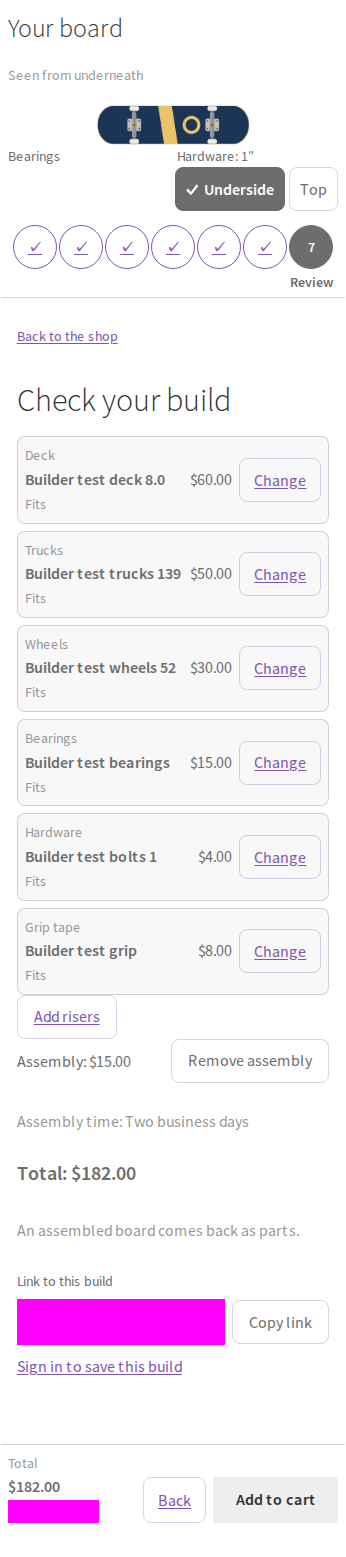 Your board
Seen from underneath
Bearings
Hardware: 1"
✓ Underside
Top
✓ ✓ ✓ ✓ ✓ ✓ 7
Review
Back to the shop
Check your build
Deck
Builder test deck 8.0 $60.00 Change
Fits
Trucks
Builder test trucks 139 $50.00 Change
Fits
Wheels
Builder test wheels 52 $30.00 Change
Fits
Bearings
Builder test bearings $15.00 Change
Fits
Hardware
Builder test bolts 1 $4.00 Change
Fits
Grip tape
Builder test grip $8.00 Change
Fits
Add risers
Assembly: $15.00 Remove assembly
Assembly time: Two business days
Total: $182.00
An assembled board comes back as parts.
Link to this build
Copy link
Sign in to save this build
Total
$182.00
Back
Add to cart